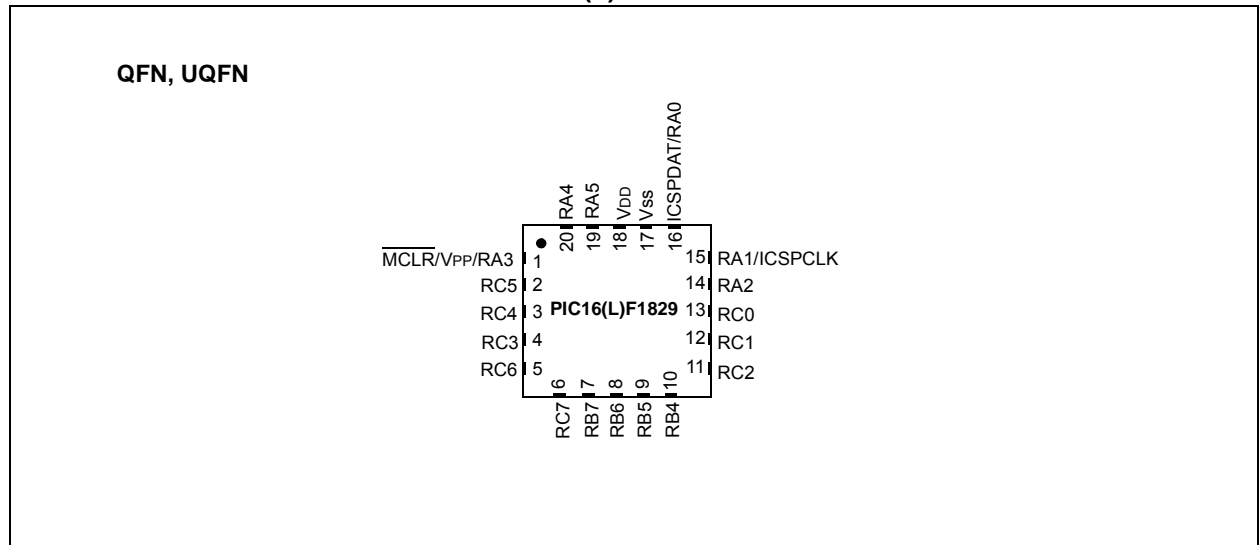 QFN, UQFN
20 RA4
19 RA5
18 VDD
17 Vss
16 ICSPDAT/RA0
MCLR/VPP/RA3 1
RC5 2
RC4 3
RC3 4
RC6 5
PIC16(L)F1829
15 RA1/ICSPCLK
14 RA2
13 RC0
12 RC1
11 RC2
RC7 6
RB7 7
RB6 8
RB5 9
RB4 10